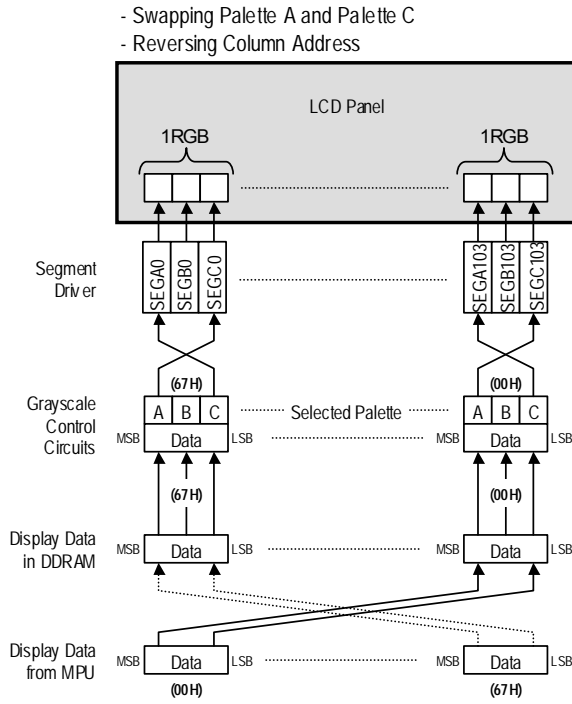 - Swapping Palette A and Palette C
- Reversing Column Address
LCD Panel
1RGB 1RGB
Segment
Driver
SEGA0 SEGB0 SEGC0 SEGA103 SEGB103 SEGC103
(67H) (00H)
Grayscale
Control
Circuits
A B C Selected Palette A B C
MSB Data LSB MSB Data LSB
(67H) (00H)
Display Data
in DDRAM
MSB Data LSB MSB Data LSB
Display Data
from MPU
MSB Data LSB MSB Data LSB
(00H) (67H)